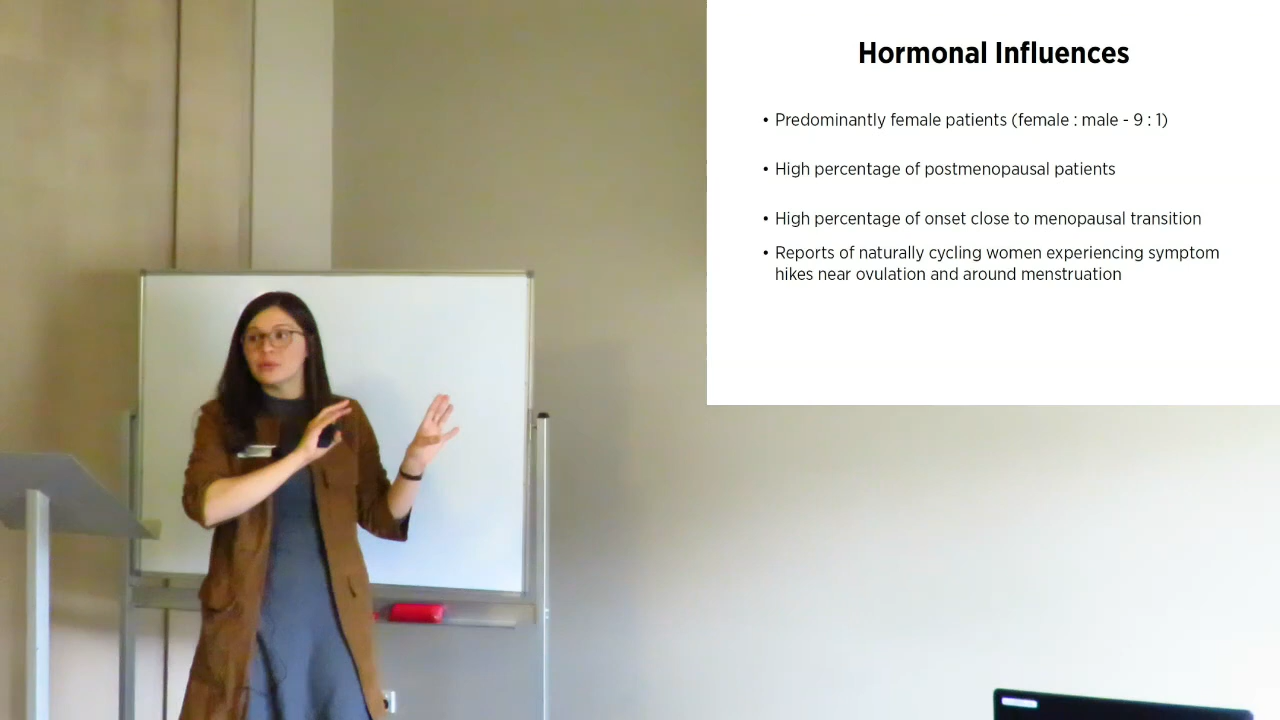 Hormonal Influences
• Predominantly female patients (female : male - 9 : 1)
• High percentage of postmenopausal patients
• High percentage of onset close to menopausal transition
• Reports of naturally cycling women experiencing symptom
hikes near ovulation and around menstruation